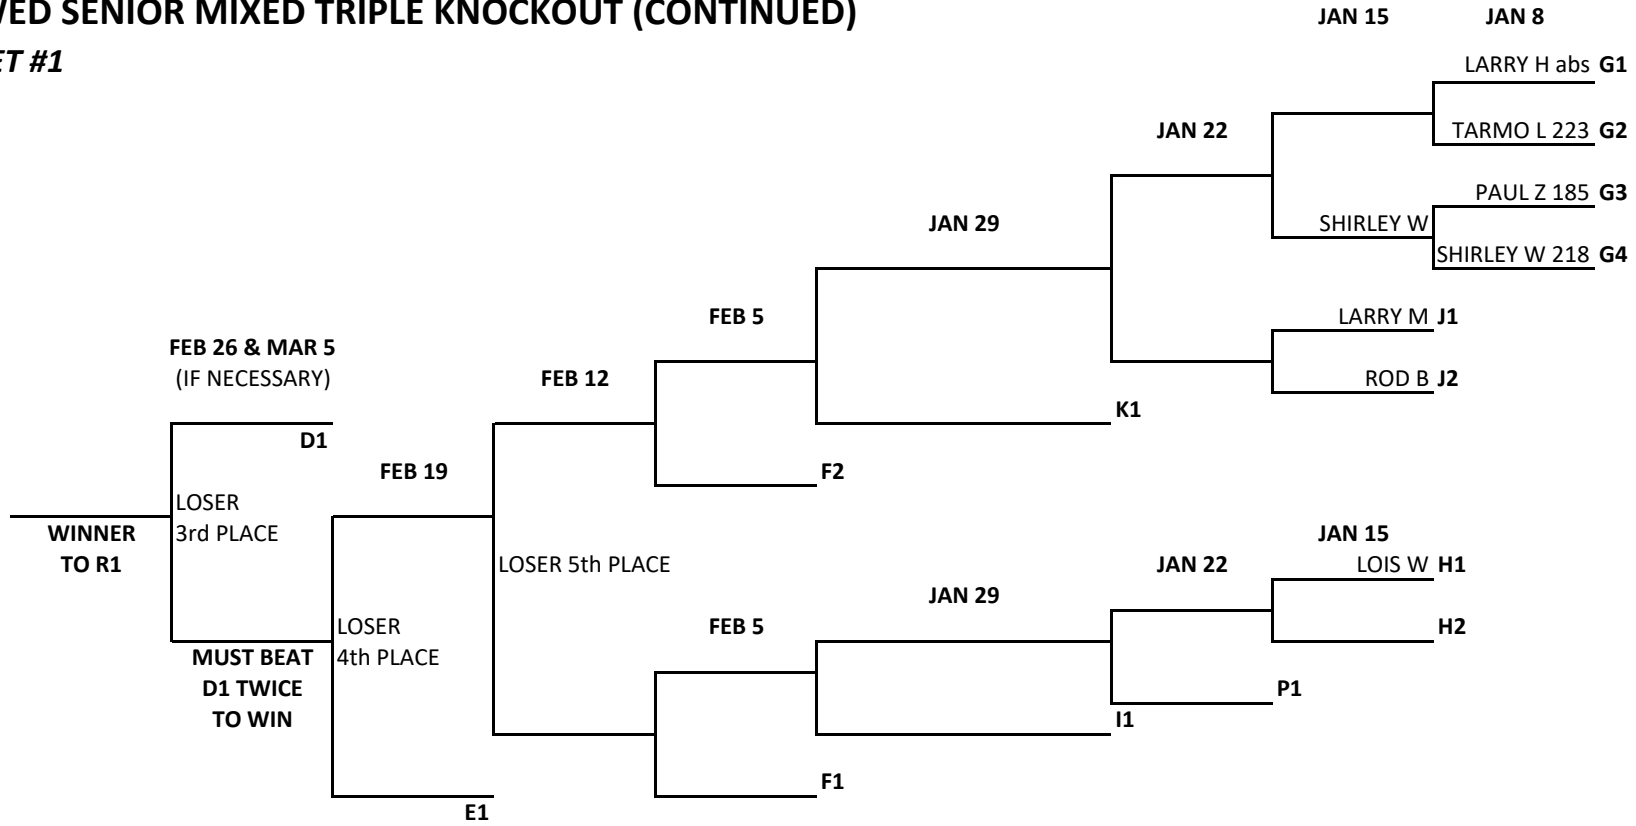 WED SENIOR MIXED TRIPLE KNOCKOUT (CONTINUED)
#1
JAN 15 JAN 8
LARRY H abs G1
JAN 22
TARMO L 223 G2
PAUL Z 185 G3
JAN 29
SHIRLEY W
SHIRLEY W 218 G4
FEB 5
LARRY M J1
FEB 26 & MAR 5
(IF NECESSARY)
FEB 12
ROD B J2
K1
D1
FEB 19
F2
LOSER
3rd PLACE
WINNER
TO R1
JAN 15
LOSER 5th PLACE
JAN 22
LOIS W H1
JAN 29
LOSER
4th PLACE
FEB 5
H2
MUST BEAT
D1 TWICE
TO WIN
P1
I1
F1
E1